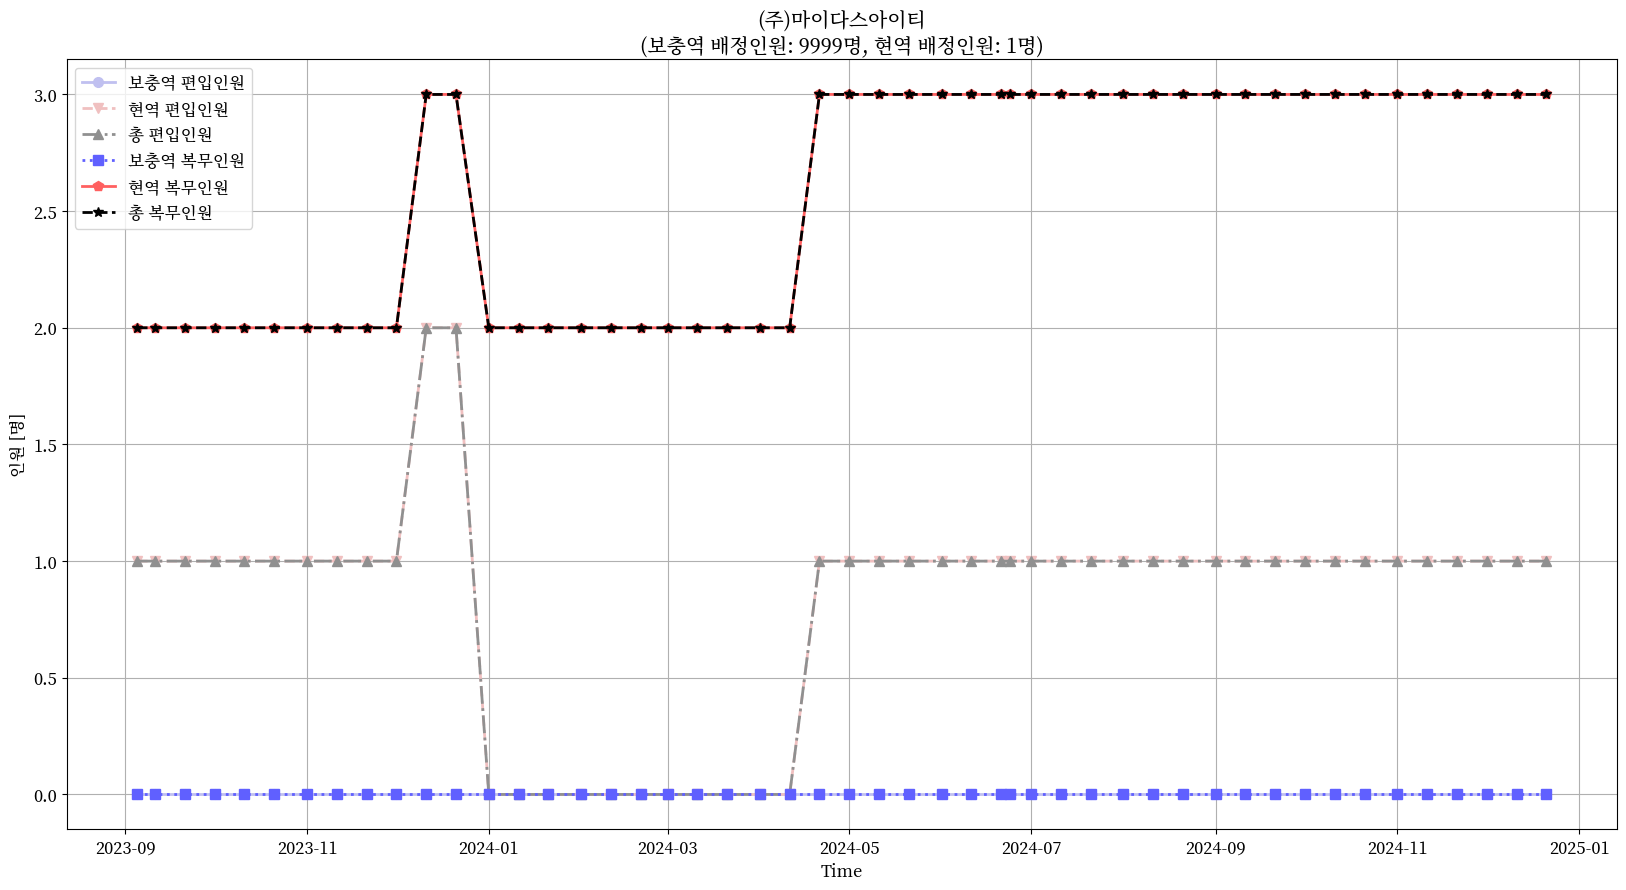 (주)마이다스아이티
(보충역 배정인원: 9999명, 현역 배정인원: 1명)
보충역 편입인원
현역 편입인원
총 편입인원
보충역 복무인원
현역 복무인원
총 복무인원
3.0
2.5
2.0
1.5
1.0
0.5
0.0
인원 [명]
2023-09
2023-11
2024-01
2024-03
2024-05
2024-07
2024-09
2024-11
2025-01
Time